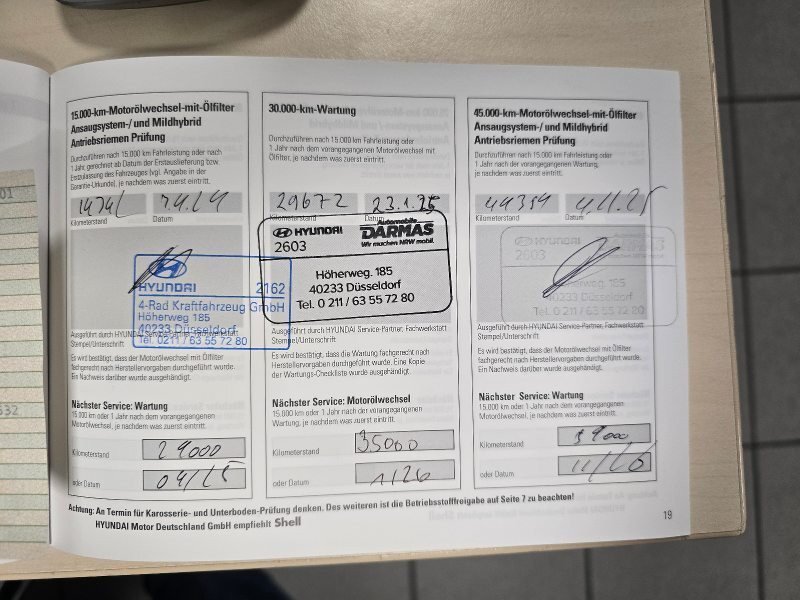 15.000-km-Motorölwechsel-mit-Ölfilter
Ansaugsystem-/ und Mildhybrid
Antriebsriemen Prüfung
Durchzuführen nach 15.000 km Fahrleistung oder nach
1 Jahr, gerechnet ab Datum der Erstauslieferung bzw.
Erstzulassung des Fahrzeuges (vgl. Angabe in der
Garantie-Urkunde), je nachdem was zuerst eintritt.
Kilometerstand Datum
HYUNDAI 2162
4-Rad Kraftfahrzeug GmbH
Höherweg 185
40233 Düsseldorf
Tel. 0211 / 63 55 72 80
Ausgeführt durch HYUNDAI Service-Partner, Fachwerkstatt
Stempel/Unterschrift
Es wird bestätigt, dass der Motorölwechsel mit Ölfilter
fachgerecht nach Herstellervorgaben durchgeführt wurde.
Ein Nachweis darüber wurde ausgehändigt.
Nächster Service: Wartung
15.000 km oder 1 Jahr nach der vorangegangenen
Motorölwechsel, je nachdem was zuerst eintritt.
Kilometerstand 29000
oder Datum 04/25
30.000-km-Wartung
Durchzuführen nach 15.000 km Fahrleistung oder
1 Jahr nach dem vorangegangenen Motorölwechsel mit
Ölfilter, je nachdem was zuerst eintritt.
29672 23.1.25
Kilometerstand Datum
HYUNDAI Automobile
2603 DARMAS
Wir machen NRW mobil.
Höherweg. 185
40233 Düsseldorf
Tel. 0 211 / 63 55 72 80
Ausgeführt durch HYUNDAI Service-Partner, Fachwerkstatt
Stempel/Unterschrift
Es wird bestätigt, dass die Wartung fachgerecht nach
Herstellervorgaben durchgeführt wurde. Eine Kopie
der Wartungs-Checkliste wurde ausgehändigt.
Nächster Service: Motorölwechsel
15.000 km oder 1 Jahr nach der vorangegangenen
Wartung, je nachdem was zuerst eintritt.
Kilometerstand 35000
oder Datum 1/26
45.000-km-Motorölwechsel-mit-Ölfilter
Ansaugsystem-/ und Mildhybrid
Antriebsriemen Prüfung
Durchzuführen nach 15.000 km Fahrleistung oder
1 Jahr nach der vorangegangenen Wartung,
je nachdem was zuerst eintritt.
44354 4.11.25
Kilometerstand Datum
HYUNDAI
2603 DARMAS
Höherweg. 185
40233 Düsseldorf
Ausgeführt durch HYUNDAI Service-Partner, Fachwerkstatt
Stempel/Unterschrift
Es wird bestätigt, dass der Motorölwechsel mit Ölfilter
fachgerecht nach Herstellervorgaben durchgeführt wurde.
Ein Nachweis darüber wurde ausgehändigt.
Nächster Service: Wartung
15.000 km oder 1 Jahr nach dem vorangegangenen
Motorölwechsel, je nachdem was zuerst eintritt.
Kilometerstand 59000
oder Datum 11/26
Achtung: An Termin für Karosserie- und Unterboden-Prüfung denken. Des weiteren ist die Betriebsstofffreigabe auf Seite 7 zu beachten!
HYUNDAI Motor Deutschland GmbH empfiehlt Shell
19